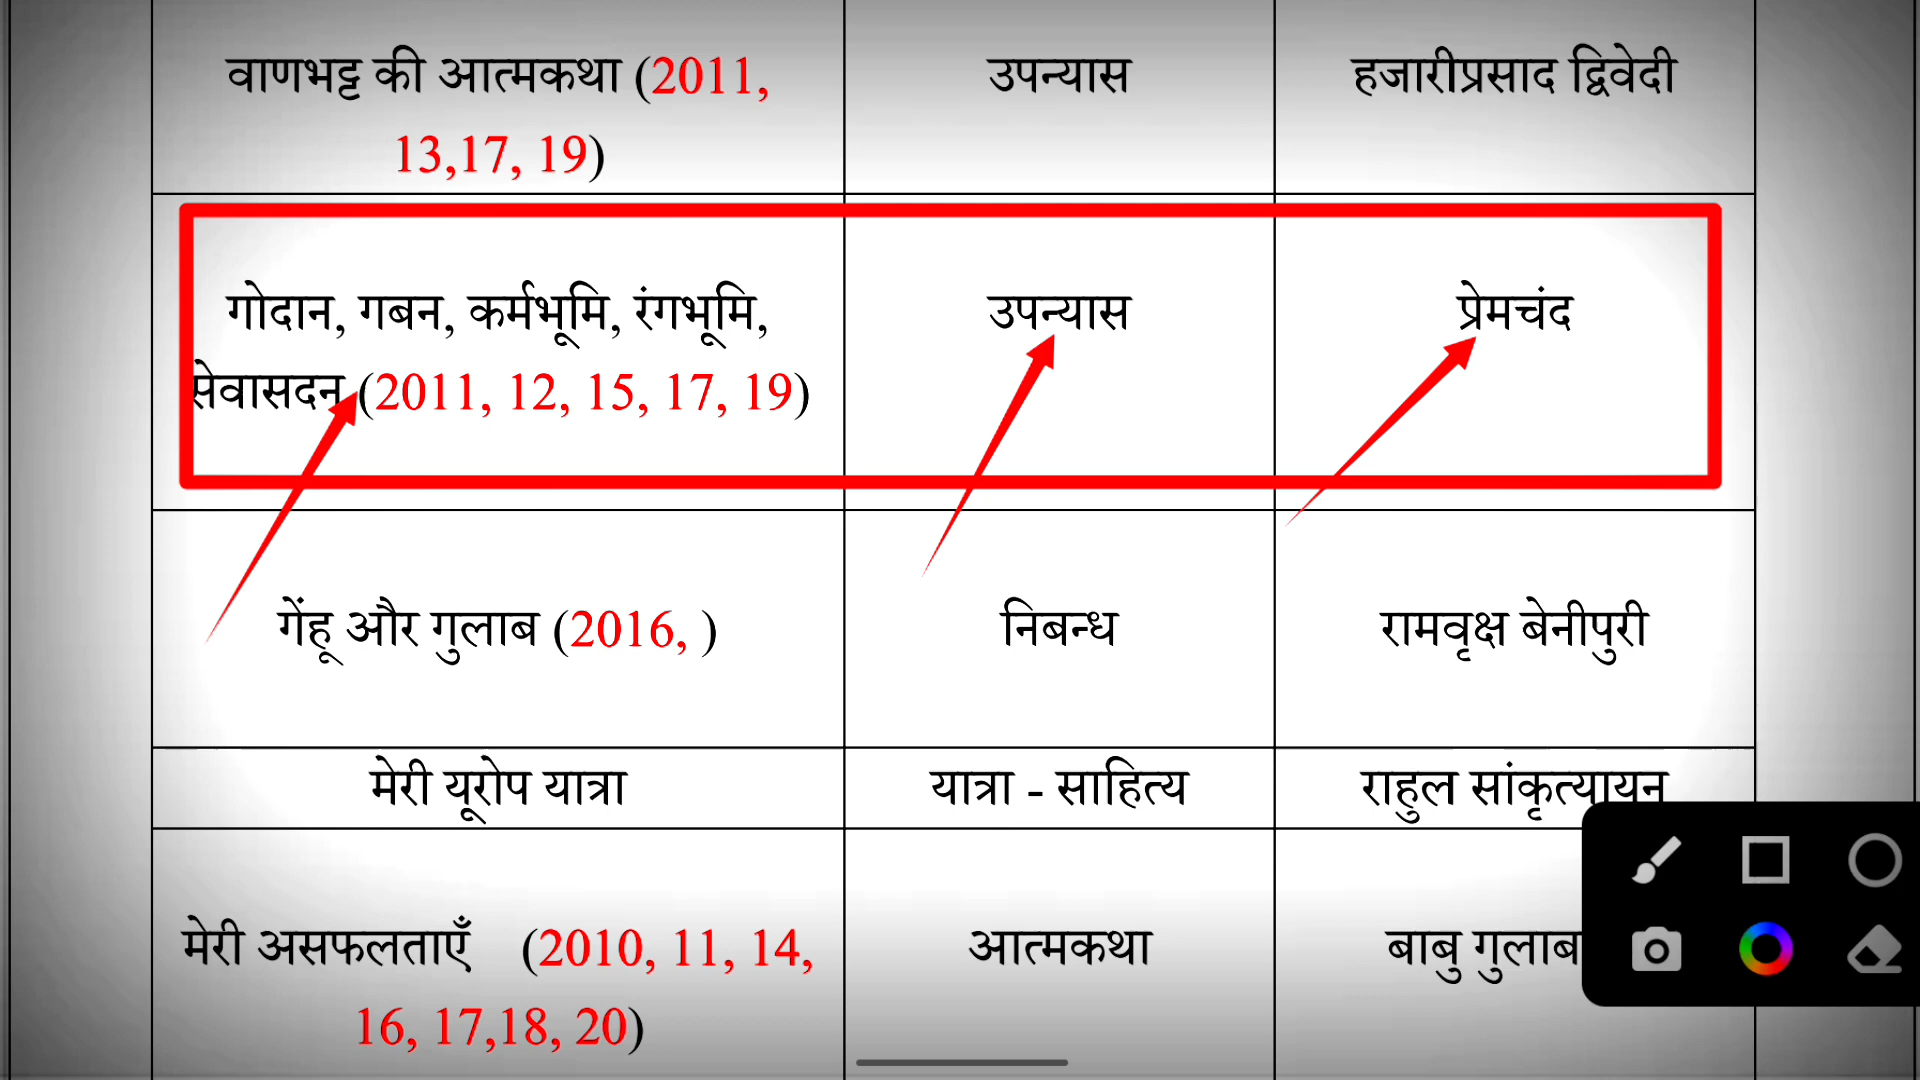 वाणभट्ट की आत्मकथा (2011, उपन्यास हजारीप्रसाद द्विवेदी
13,17, 19)
गोदान, गबन, कर्मभूमि, रंगभूमि, उपन्यास प्रेमचंद
सेवासदन (2011, 12, 15, 17, 19)
गेंहू और गुलाब (2016, ) निबन्ध रामवृक्ष बेनीपुरी
मेरी यूरोप यात्रा यात्रा - साहित्य राहुल सांकृत्यायन
मेरी असफलताएँ (2010, 11, 14, आत्मकथा बाबु गुलाब
16, 17,18, 20)